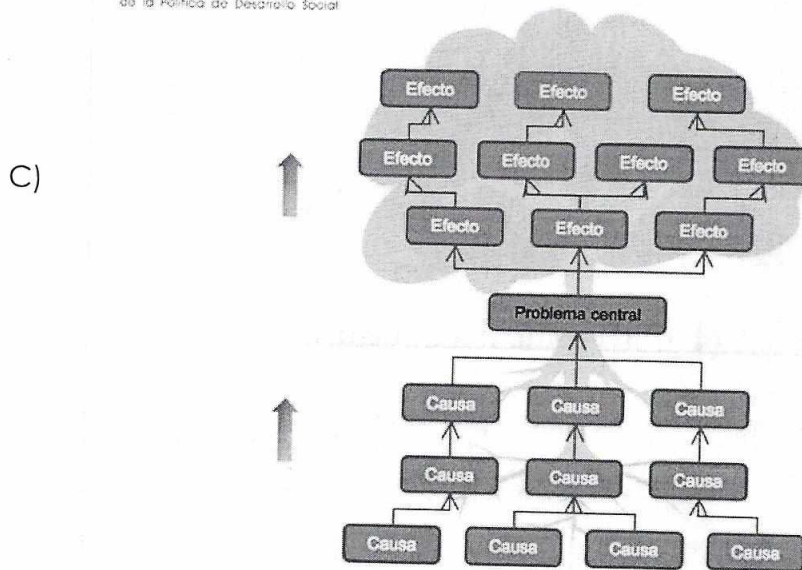 de la Política de Desarrollo Social
C)
Efecto Efecto Efecto
Efecto Efecto Efecto Efecto
Efecto Efecto Efecto
Problema central
Causa Causa Causa
Causa Causa Causa
Causa Causa Causa Causa